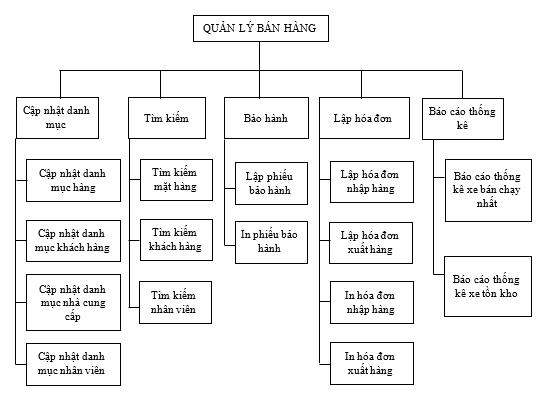 QUẢN LÝ BÁN HÀNG
Cập nhật danh
mục
Tìm kiếm
Bảo hành
Lập hóa đơn
Báo cáo thống
kê
Cập nhật danh
mục hàng
Cập nhật danh
mục khách hàng
Cập nhật danh
mục nhà cung
cấp
Cập nhật danh
mục nhân viên
Tìm kiếm
mặt hàng
Tìm kiếm
khách hàng
Tìm kiếm
nhân viên
Lập phiếu
bảo hành
In phiếu bảo
hành
Lập hóa đơn
nhập hàng
Lập hóa đơn
xuất hàng
In hóa đơn
nhập hàng
In hóa đơn
xuất hàng
Báo cáo thống
kê xe bán chạy
nhất
Báo cáo thống
kê xe tồn kho